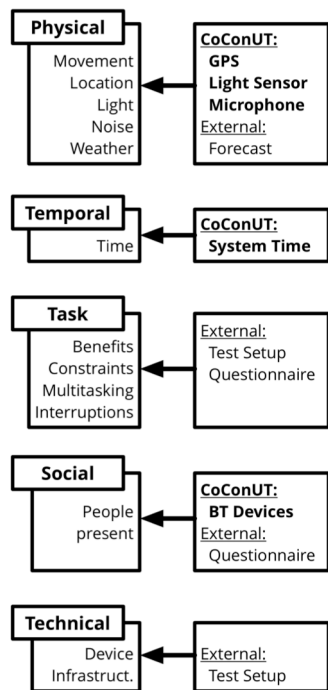 Physical
Movement
Location
Light
Noise
Weather
CoConUT:
GPS
Light Sensor
Microphone
External:
Forecast
Temporal
Time
CoConUT:
System Time
Task
Benefits
Constraints
Multitasking
Interruptions
External:
Test Setup
Questionnaire
Social
People
present
CoConUT:
BT Devices
External:
Questionnaire
Technical
Device
Infrastruct.
External:
Test Setup